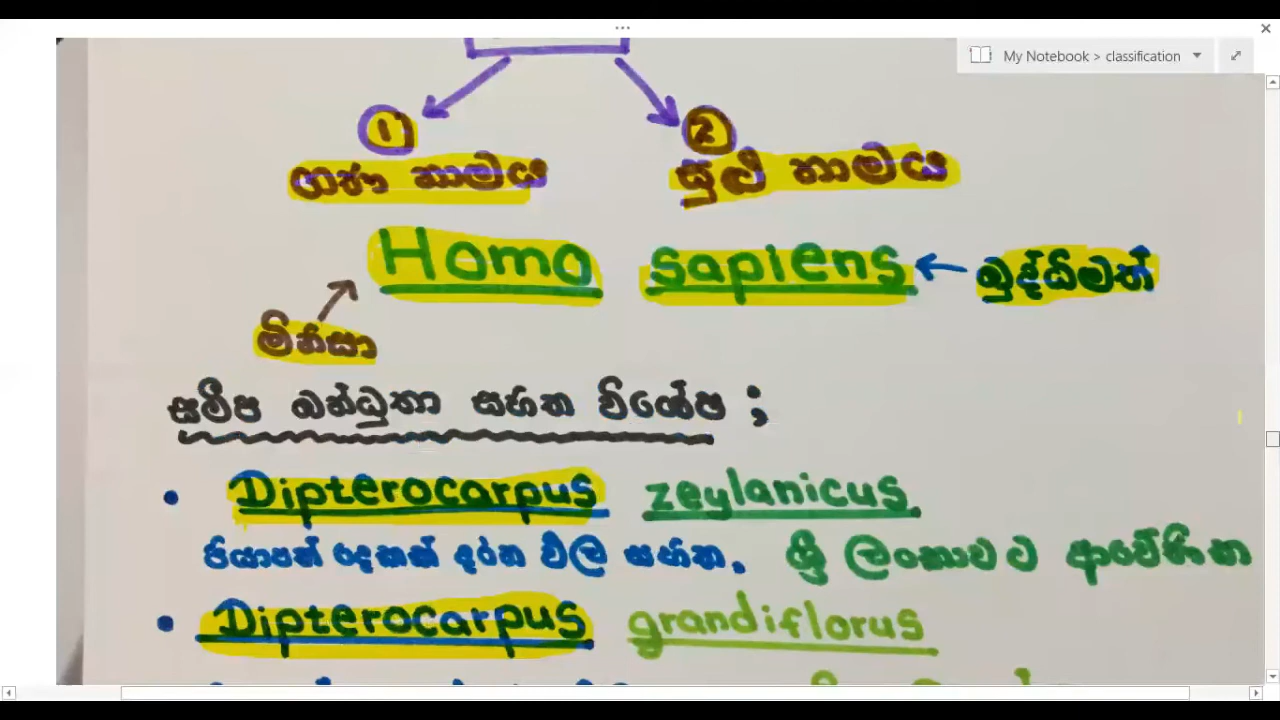 My Notebook > classification
① ②
ගණ නාමය සුළු නාමය
Homo sapiens ← බුද්ධිමත්
මිනිසා
සමීප බන්ධුතා සහිත විශේෂ ;
• Dipterocarpus zeylanicus
පියාපත් දෙකක් දරන ඵල සහිත. ශ්‍රී ලංකාවට ආවේණික
• Dipterocarpus grandiflorus